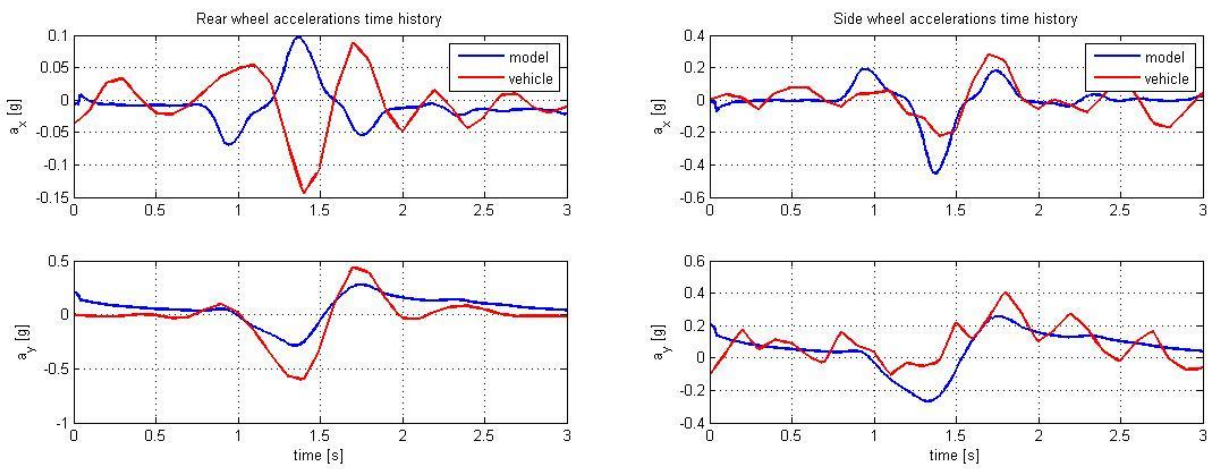 Rear wheel accelerations time history
0.1
0.05
0
-0.05
-0.1
-0.15
a_x [g]
model
vehicle
0 0.5 1 1.5 2 2.5 3
Side wheel accelerations time history
0.4
0.2
0
-0.2
-0.4
-0.6
a_x [g]
model
vehicle
0 0.5 1 1.5 2 2.5 3
0.5
0
-0.5
-1
a_y [g]
0 0.5 1 1.5 2 2.5 3
time [s]
0.6
0.4
0.2
0
-0.2
-0.4
a_y [g]
0 0.5 1 1.5 2 2.5 3
time [s]